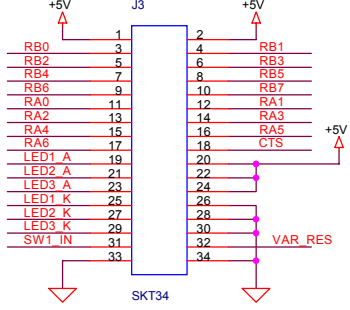 +5V J3 +5V
1 2
RB0 3 4 RB1
RB2 5 6 RB3
RB4 7 8 RB5
RB6 9 10 RB7
RA0 11 12 RA1
RA2 13 14 RA3
RA4 15 16 RA5
RA6 17 18 CTS +5V
LED1_A 19 20
LED2_A 21 22
LED3_A 23 24
LED1_K 25 26
LED2_K 27 28
LED3_K 29 30
SW1_IN 31 32 VAR_RES
33 34
SKT34